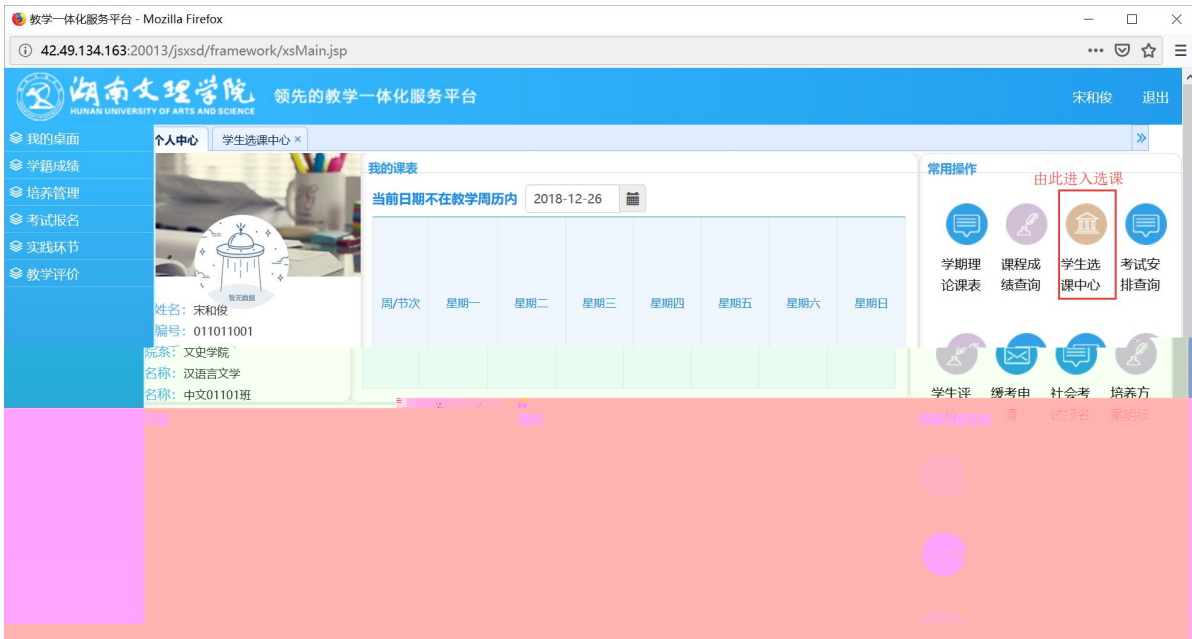 教学一体化服务平台 - Mozilla Firefox
42.49.134.163:20013/jsxsd/framework/xsMain.jsp
湖南文理学院
HUNAN UNIVERSITY OF ARTS AND SCIENCE
领先的教学一体化服务平台
宋和俊 退出
我的桌面
学籍成绩
培养管理
考试报名
实践环节
教学评价
个人中心 学生选课中心 ×
暂无数据
姓名：宋和俊
编号：011011001
院系：文史学院
名称：汉语言文学
名称：中文01101班
我的课表
当前日期不在教学周历内 2018-12-26
周/节次 星期一 星期二 星期三 星期四 星期五 星期六 星期日
常用操作
由此进入选课
学期理论课表
课程成绩查询
学生选课中心
考试安排查询
学生评价
缓考申请
社会考试报名
培养方案明细